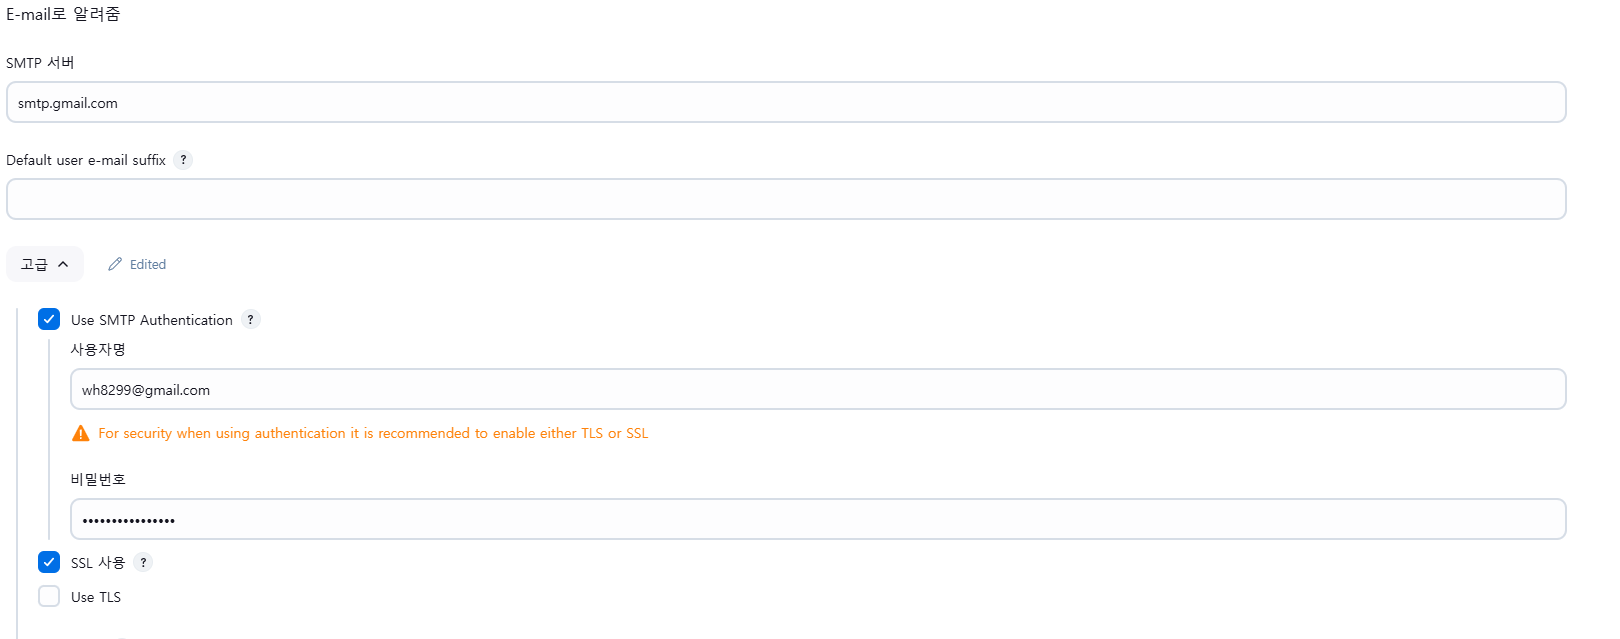 E-mail로 알려줌
SMTP 서버
smtp.gmail.com
Default user e-mail suffix ?
고급 Edited
Use SMTP Authentication ?
사용자명
wh8299@gmail.com
For security when using authentication it is recommended to enable either TLS or SSL
비밀번호
••••••••••••••••
SSL 사용 ?
Use TLS